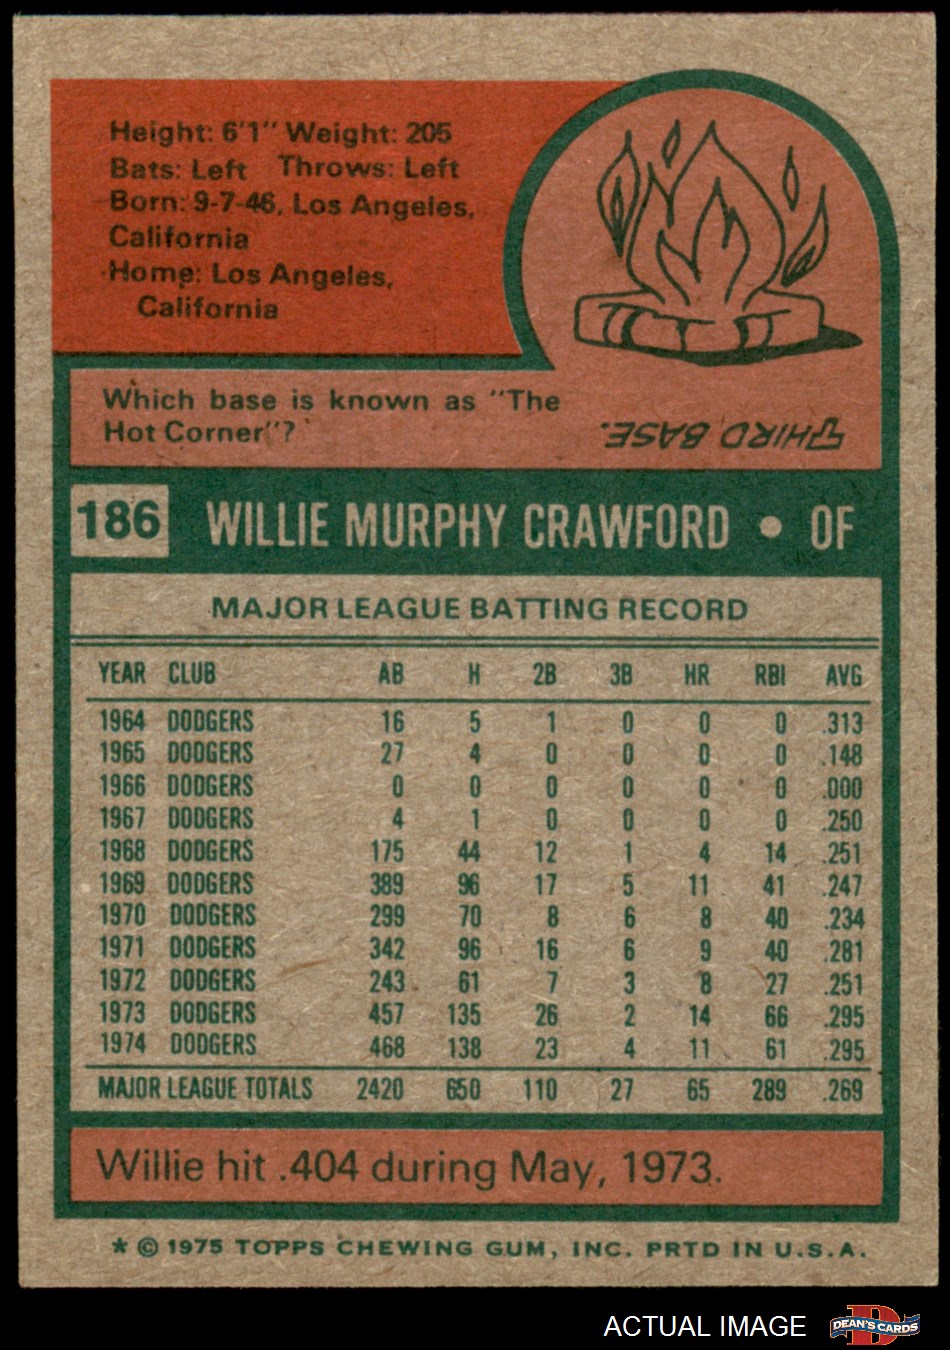 Height: 6'1" Weight: 205
Bats: Left Throws: Left
Born: 9-7-46, Los Angeles,
California
Home: Los Angeles,
California
Which base is known as "The
Hot Corner"?
THIRD BASE.
186 WILLIE MURPHY CRAWFORD • OF
MAJOR LEAGUE BATTING RECORD
YEAR CLUB AB H 2B 3B HR RBI AVG
1964 DODGERS 16 5 1 0 0 0 .313
1965 DODGERS 27 4 0 0 0 0 .148
1966 DODGERS 0 0 0 0 0 0 .000
1967 DODGERS 4 1 0 0 0 0 .250
1968 DODGERS 175 44 12 1 4 14 .251
1969 DODGERS 389 96 17 5 11 41 .247
1970 DODGERS 299 70 8 6 8 40 .234
1971 DODGERS 342 96 16 6 9 40 .281
1972 DODGERS 243 61 7 3 8 27 .251
1973 DODGERS 457 135 26 2 14 66 .295
1974 DODGERS 468 138 23 4 11 61 .295
MAJOR LEAGUE TOTALS 2420 650 110 27 65 289 .269
Willie hit .404 during May, 1973.
* © 1975 TOPPS CHEWING GUM, INC. PRTD IN U.S.A.
ACTUAL IMAGE
D
DEAN'S CARDS